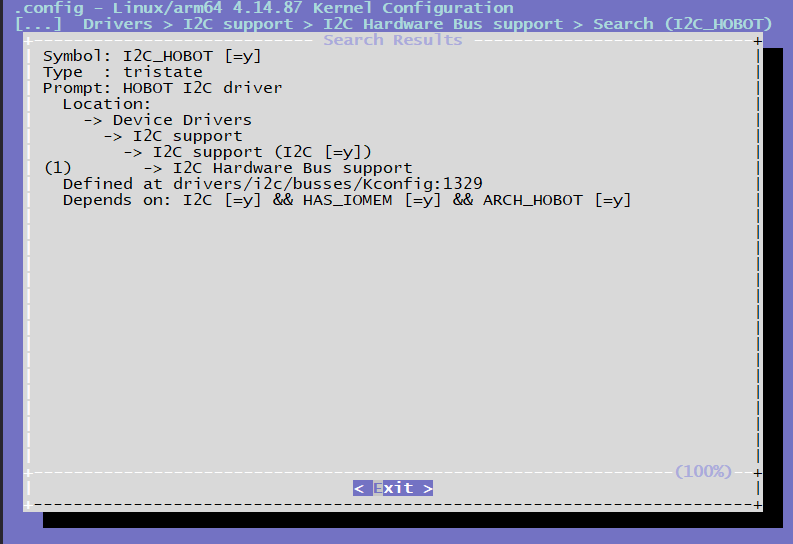 .config - Linux/arm64 4.14.87 Kernel Configuration
[...] Drivers > I2C support > I2C Hardware Bus support > Search (I2C_HOBOT)
Search Results
Symbol: I2C_HOBOT [=y]
Type  : tristate
Prompt: HOBOT I2C driver
Location:
-> Device Drivers
-> I2C support
-> I2C support (I2C [=y])
(1) -> I2C Hardware Bus support
Defined at drivers/i2c/busses/Kconfig:1329
Depends on: I2C [=y] && HAS_IOMEM [=y] && ARCH_HOBOT [=y]
(100%)
< Exit >